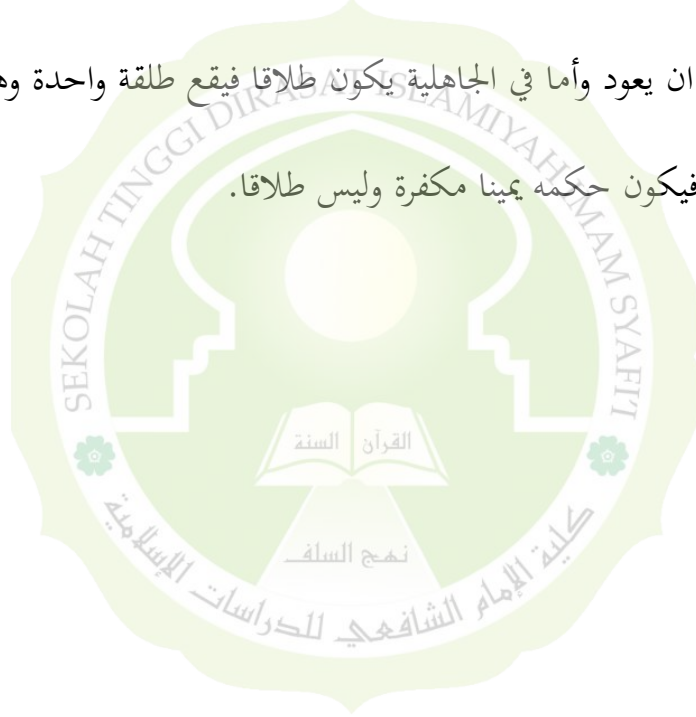 ان يعود وأما في الجاهلية يكون طلاقا فيقع طلقة واحدة
فيكون حكمه يمينا مكفرة وليس طلاقا.
SEKOLAH TINGGI DIRASAT ISLAMIYAH IMAM SYAFI'I
القرآن السنة
نهج السلف
كلية الإمام الشافعي للدراسات الإسلامية